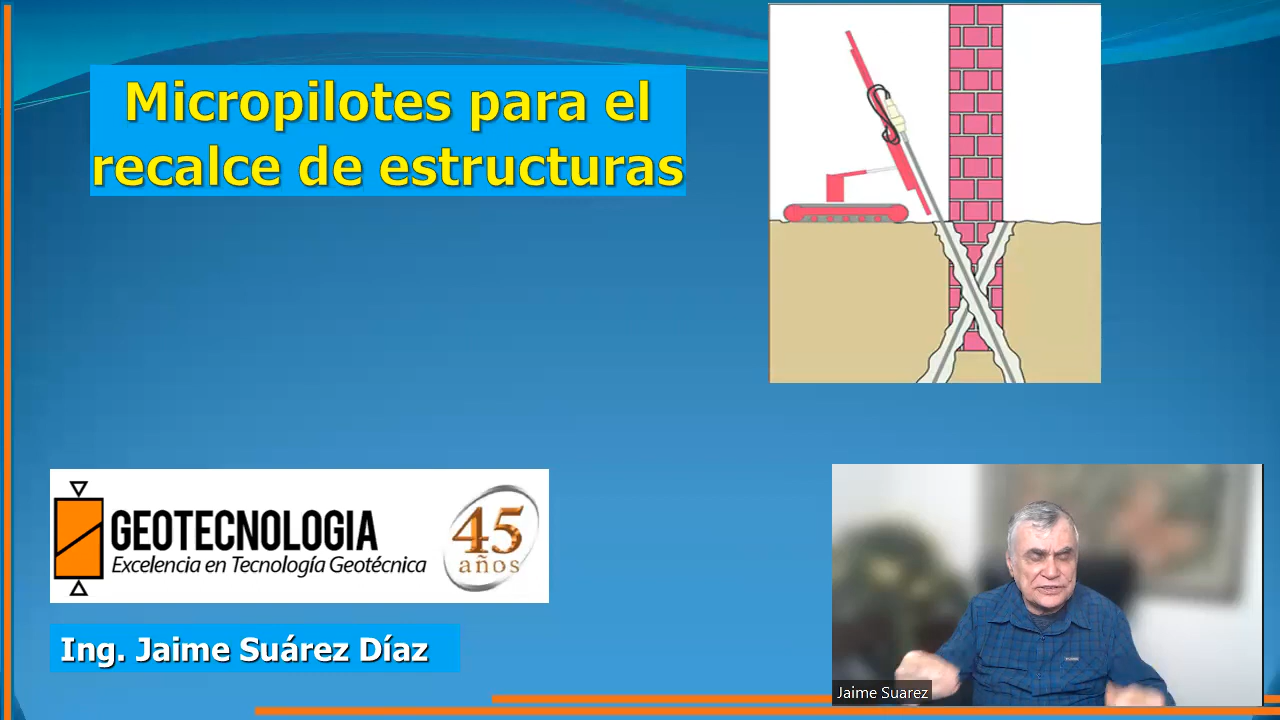 Micropilotes para el
recalce de estructuras
GEOTECNOLOGIA
Excelencia en Tecnología Geotécnica
45
años
Ing. Jaime Suárez Díaz
Jaime Suarez